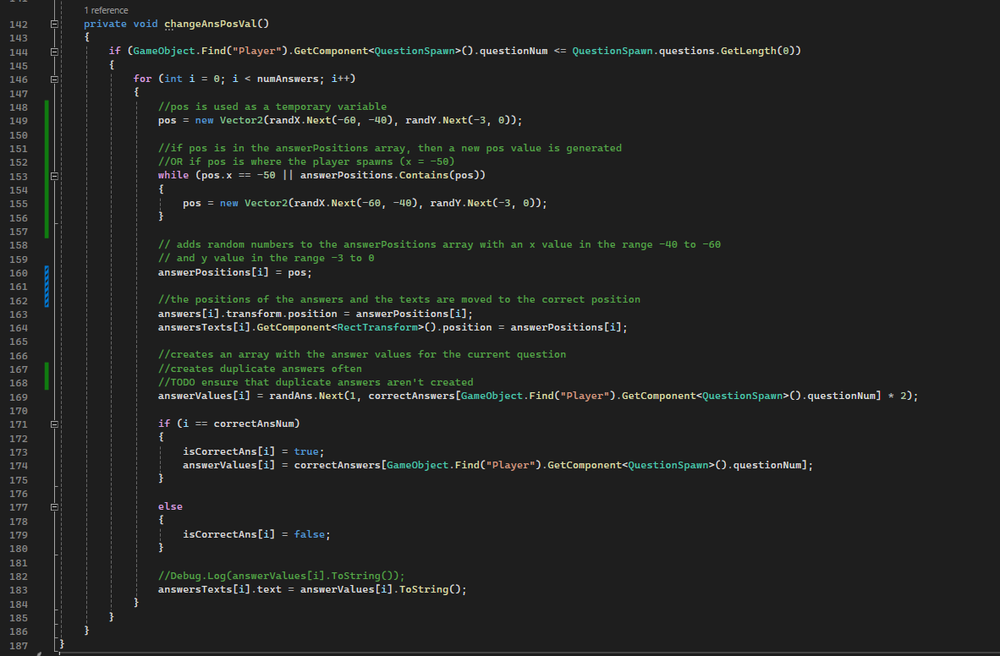 1 reference
142 private void changeAnsPosVal()
143 {
144 if (GameObject.Find("Player").GetComponent<QuestionSpawn>().questionNum <= QuestionSpawn.questions.GetLength(0))
145 {
146 for (int i = 0; i < numAnswers; i++)
147 {
148 //pos is used as a temporary variable
149 pos = new Vector2(randX.Next(-60, -40), randY.Next(-3, 0));
150
151 //if pos is in the answerPositions array, then a new pos value is generated
152 //OR if pos is where the player spawns (x = -50)
153 while (pos.x == -50 || answerPositions.Contains(pos))
154 {
155 pos = new Vector2(randX.Next(-60, -40), randY.Next(-3, 0));
156 }
157
158 // adds random numbers to the answerPositions array with an x value in the range -40 to -60
159 // and y value in the range -3 to 0
160 answerPositions[i] = pos;
161
162 //the positions of the answers and the texts are moved to the correct position
163 answers[i].transform.position = answerPositions[i];
164 answersTexts[i].GetComponent<RectTransform>().position = answerPositions[i];
165
166 //creates an array with the answer values for the current question
167 //creates duplicate answers often
168 //TODO ensure that duplicate answers aren't created
169 answerValues[i] = randAns.Next(1, correctAnswers[GameObject.Find("Player").GetComponent<QuestionSpawn>().questionNum] * 2);
170
171 if (i == correctAnsNum)
172 {
173 isCorrectAns[i] = true;
174 answerValues[i] = correctAnswers[GameObject.Find("Player").GetComponent<QuestionSpawn>().questionNum];
175 }
176
177 else
178 {
179 isCorrectAns[i] = false;
180 }
181
182 //Debug.Log(answerValues[i].ToString());
183 answersTexts[i].text = answerValues[i].ToString();
184 }
185 }
186 }
187 }